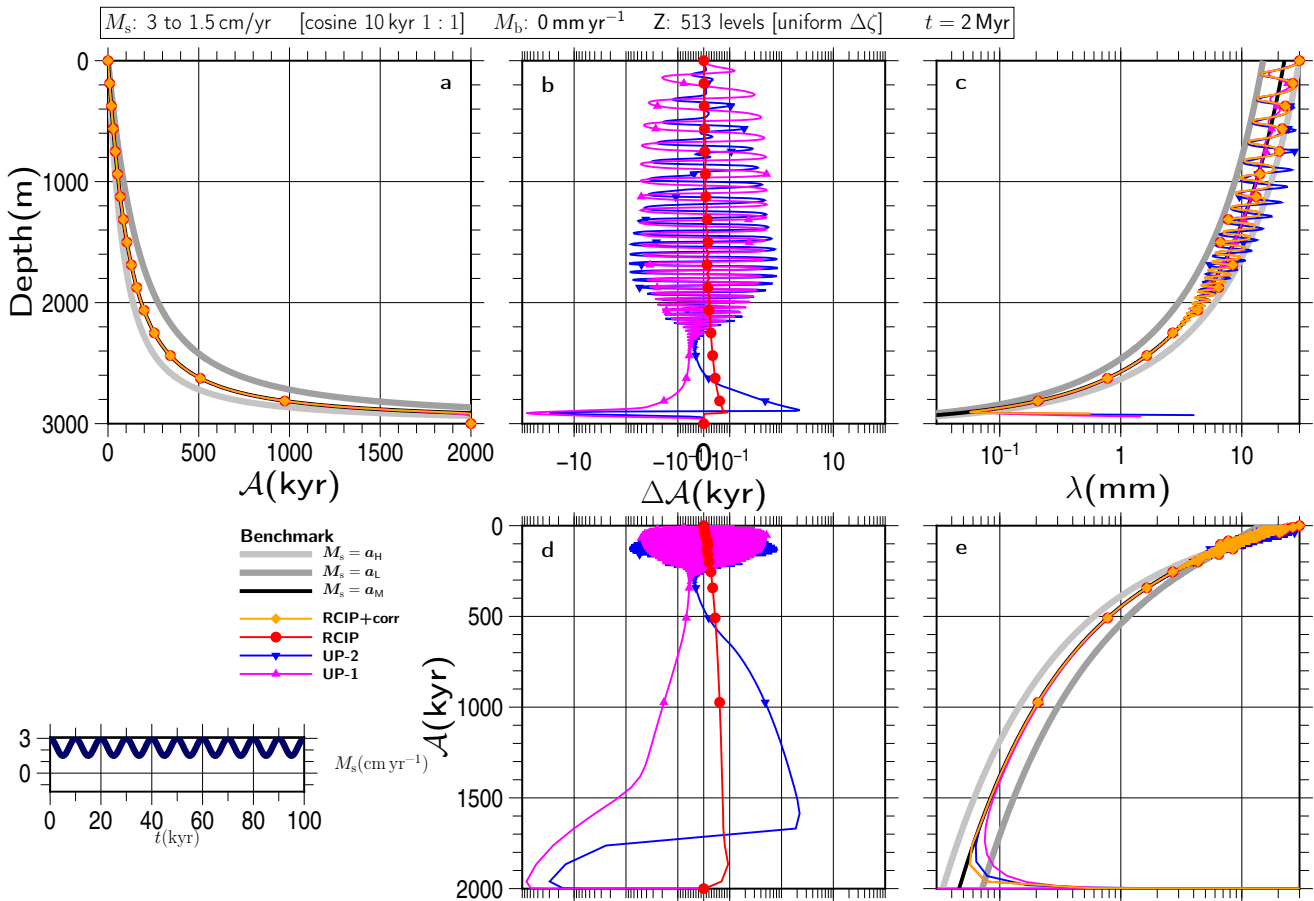 Mₛ: 3 to 1.5 cm/yr [cosine 10 kyr 1 : 1] M_b: 0 mm yr⁻¹ Z: 513 levels [uniform Δζ] t = 2 Myr
a b c
0
1000
2000
3000
Depth(m)
0 500 1000 1500 2000
𝒜(kyr)
−10 −10⁻¹ 0 10⁻¹ 10
Δ𝒜(kyr)
10⁻¹ 1 10
λ(mm)
Benchmark
Mₛ = a_H
Mₛ = a_L
Mₛ = a_M
RCIP+corr
RCIP
UP-2
UP-1
3
0
Mₛ(cm yr⁻¹)
0 20 40 60 80 100
t(kyr)
d e
0
500
1000
1500
2000
𝒜(kyr)